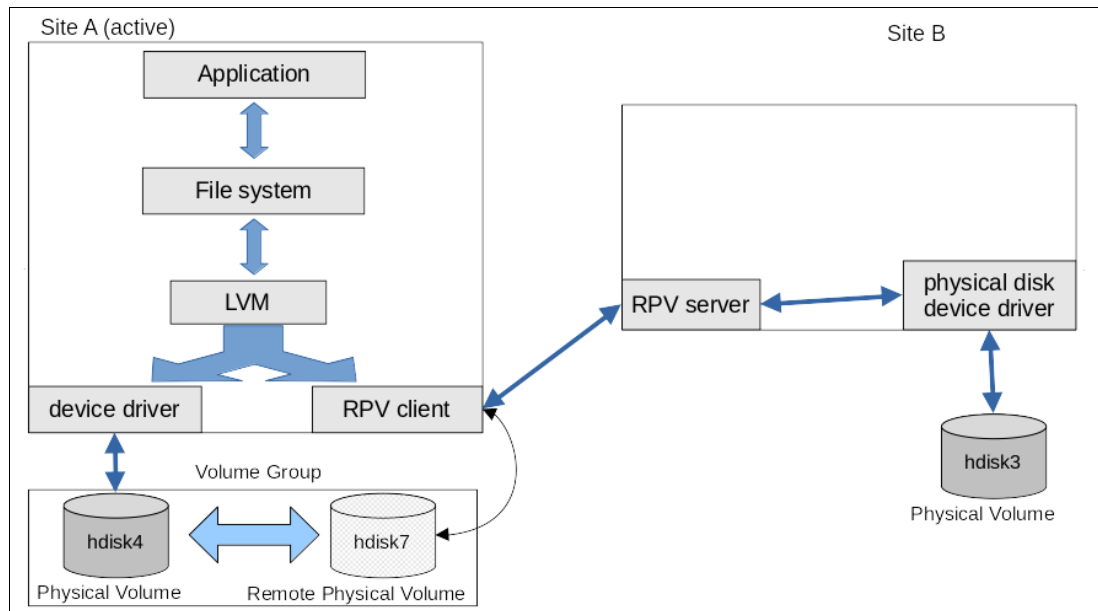 Site A (active)
Site B
Application
File system
LVM
device driver
RPV client
RPV server
physical disk
device driver
Volume Group
hdisk4
hdisk7
Physical Volume
Remote Physical Volume
hdisk3
Physical Volume